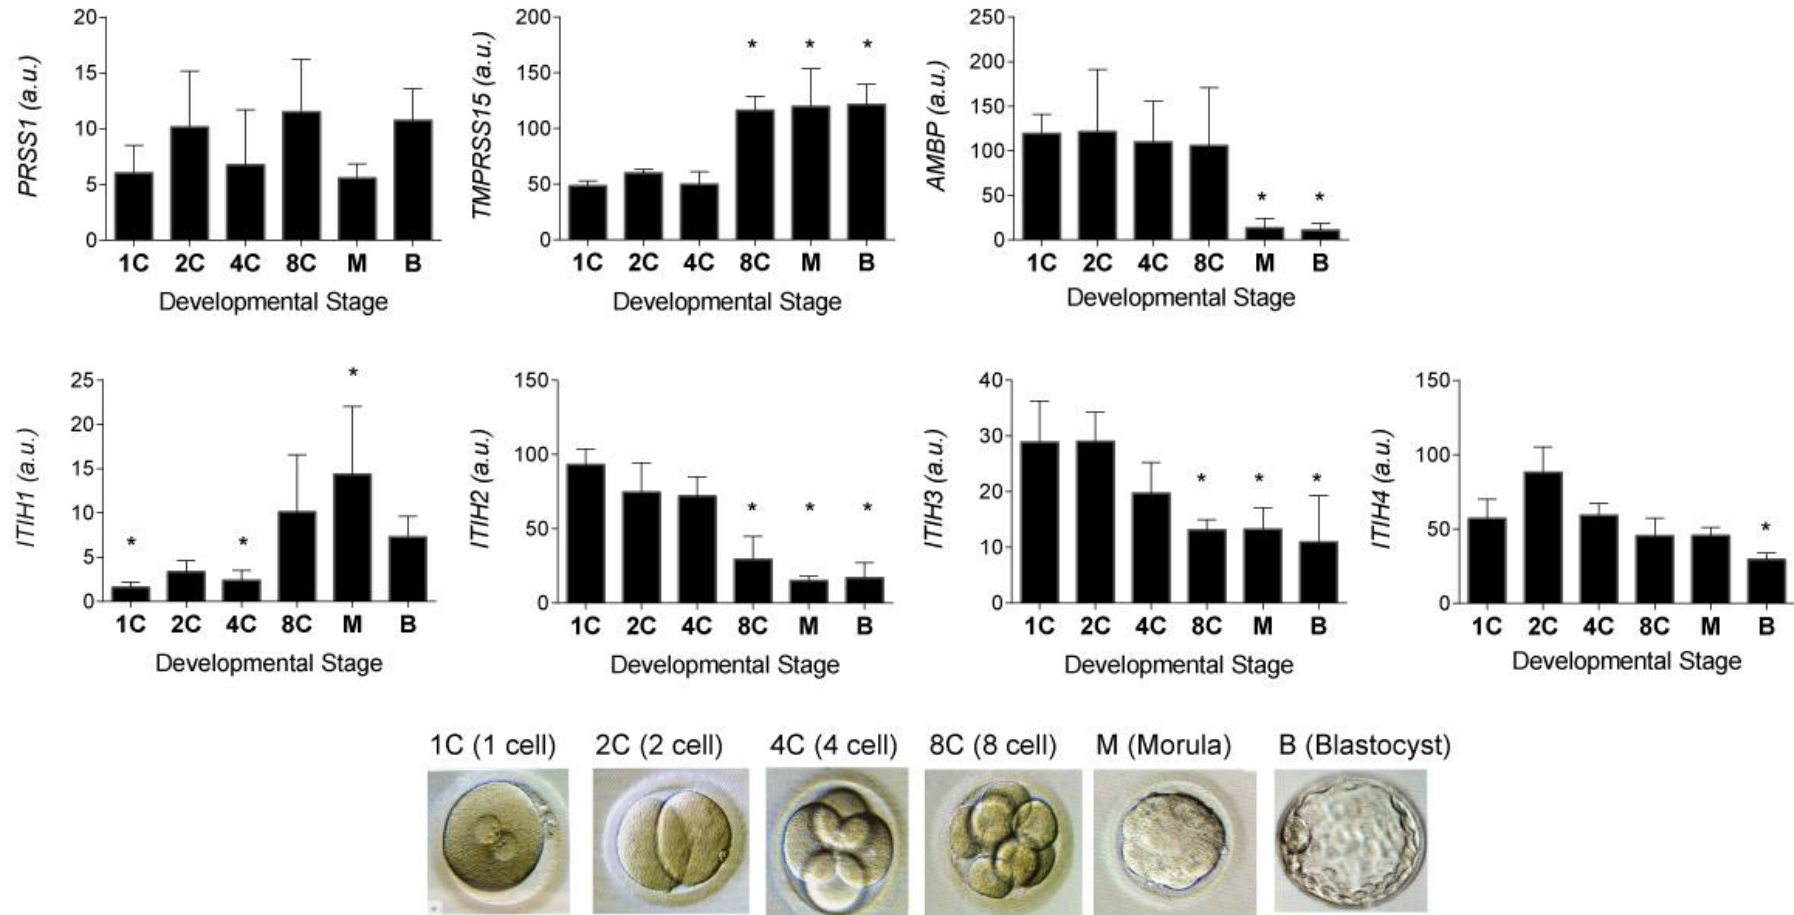 PRSS1 (a.u.)
20
15
10
5
0
1C 2C 4C 8C M B
Developmental Stage
TMPRSS15 (a.u.)
200
150
100
50
0
* * *
1C 2C 4C 8C M B
Developmental Stage
AMBP (a.u.)
250
200
150
100
50
0
* *
1C 2C 4C 8C M B
Developmental Stage
ITIH1 (a.u.)
25
20
15
10
5
0
* * *
1C 2C 4C 8C M B
Developmental Stage
ITIH2 (a.u.)
150
100
50
0
* * *
1C 2C 4C 8C M B
Developmental Stage
ITIH3 (a.u.)
40
30
20
10
0
* * *
1C 2C 4C 8C M B
Developmental Stage
ITIH4 (a.u.)
150
100
50
0
*
1C 2C 4C 8C M B
Developmental Stage
1C (1 cell) 2C (2 cell) 4C (4 cell) 8C (8 cell) M (Morula) B (Blastocyst)